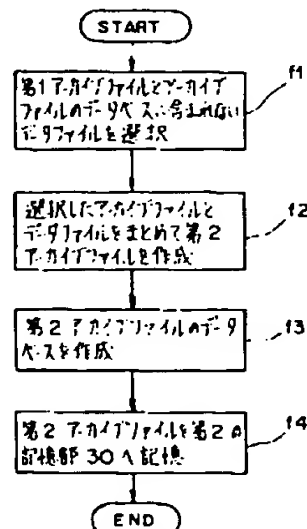 START
第1アーカイブファイルとアーカイブ
ファイルのデータベースに含まれない
データファイルを選択
f1
選択したアーカイブファイルと
データファイルをまとめて第2
アーカイブファイルを作成
f2
第2アーカイブファイルのデータ
ベースを作成
f3
第2アーカイブファイルを第2の
記憶部30へ記憶
f4
END